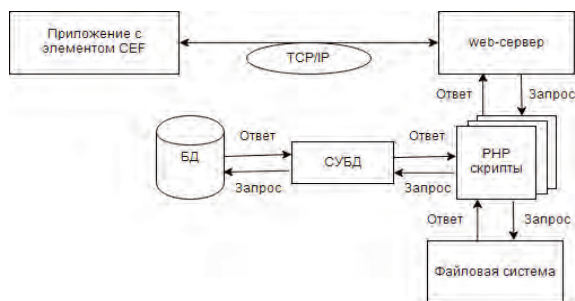 Приложение с
элементом CEF
TCP/IP
web-сервер
Ответ
Запрос
БД
Ответ
Запрос
СУБД
Ответ
Запрос
PHP
скрипты
Ответ
Запрос
Файловая система